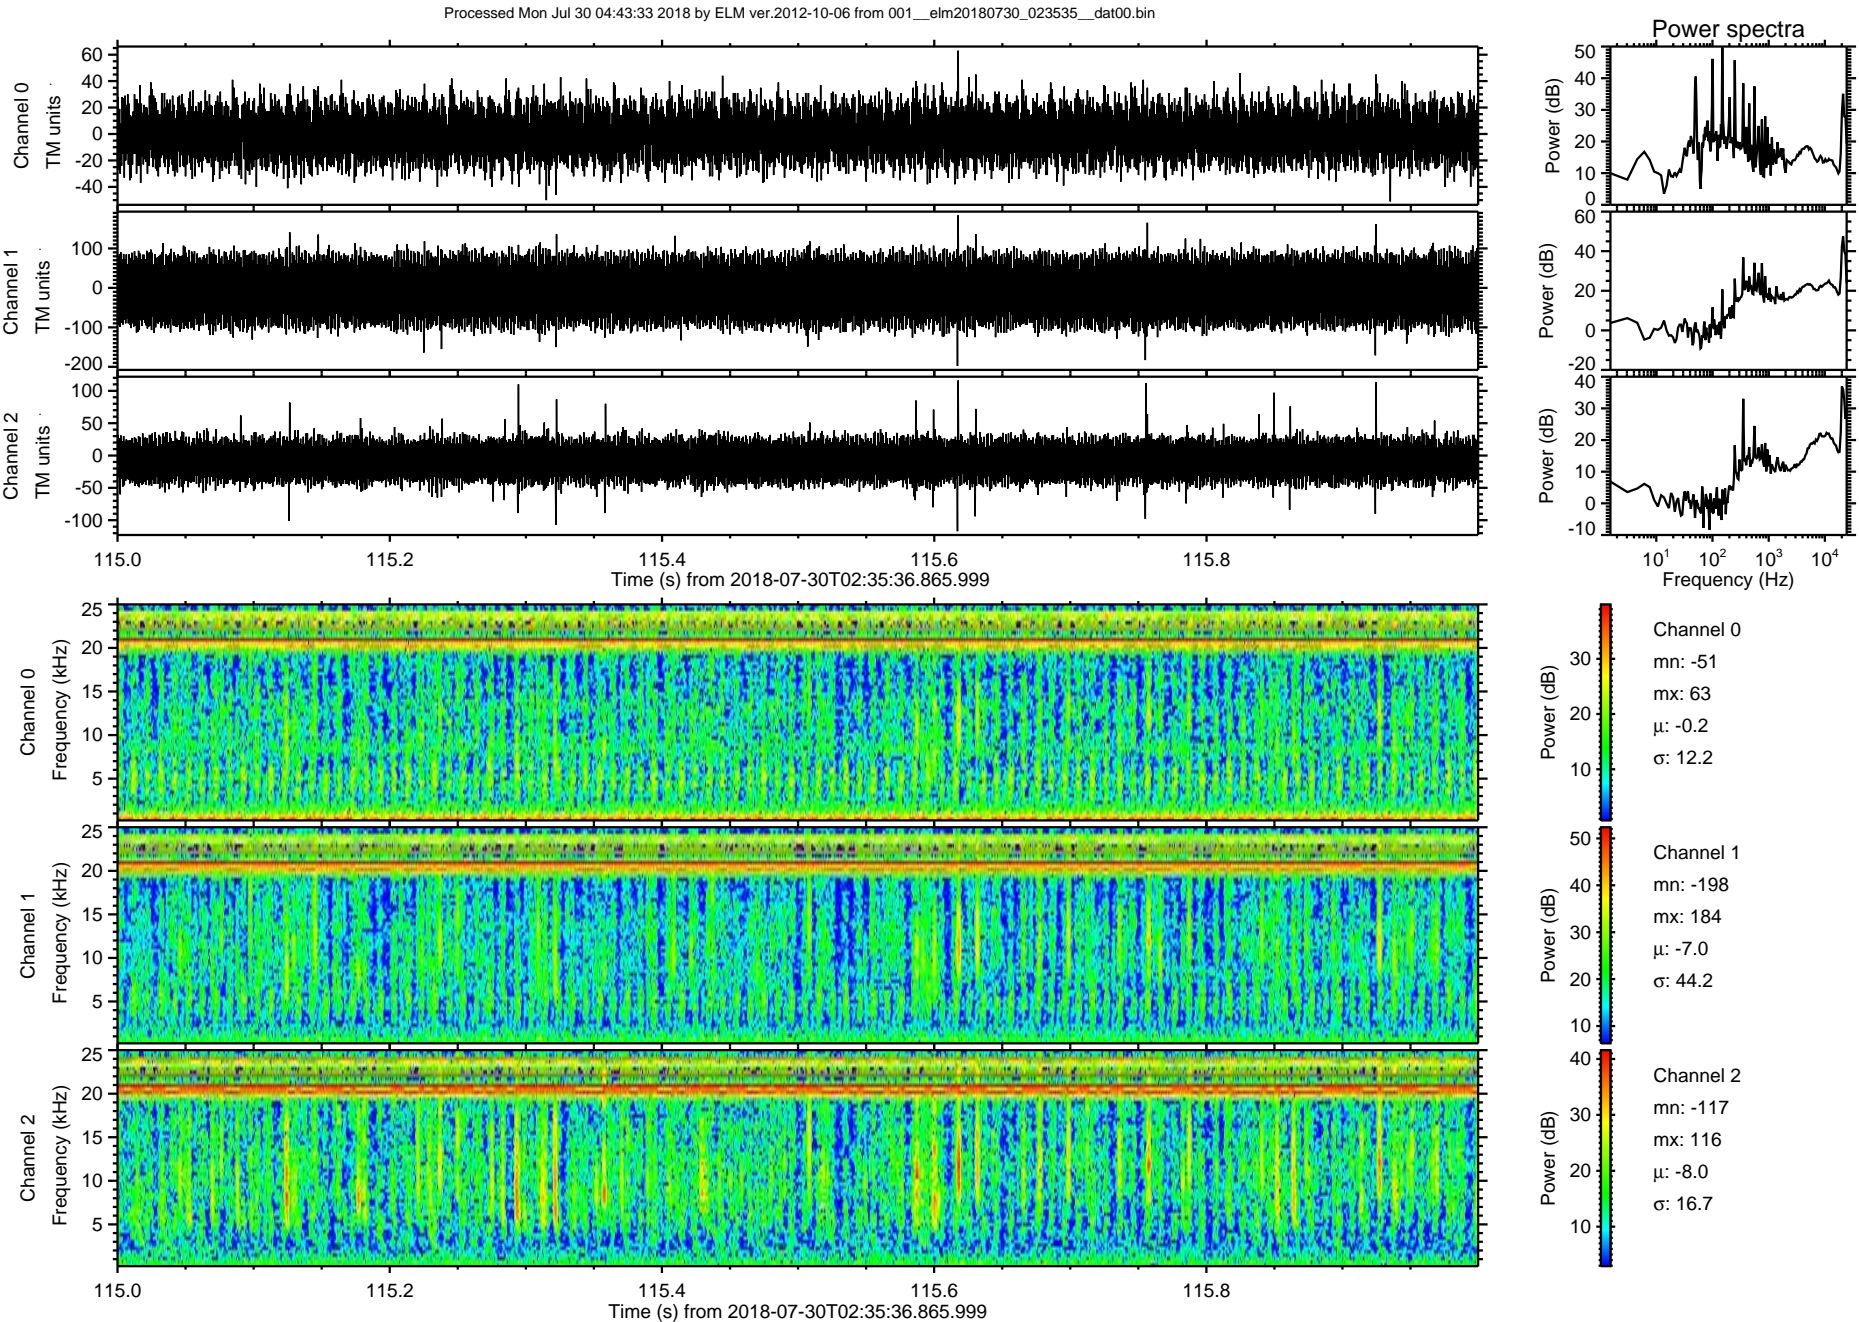 Processed Mon Jul 30 04:43:33 2018 by ELM ver.2012-10-06 from 001__elm20180730_023535__dat00.bin
Power spectra
Channel 0
TM units
60
40
20
0
-20
-40
Power (dB)
50
40
30
20
10
0
Channel 1
TM units
100
0
-100
-200
Power (dB)
60
40
20
0
-20
Channel 2
TM units
100
50
0
-50
-100
Power (dB)
40
30
20
10
0
-10
115.0 115.2 115.4 115.6 115.8
Time (s) from 2018-07-30T02:35:36.865.999
10^1 10^2 10^3 10^4
Frequency (Hz)
Channel 0
Frequency (kHz)
25
20
15
10
5
Power (dB)
30
20
10
Channel 0
mn: -51
mx: 63
μ: -0.2
σ: 12.2
Channel 1
Frequency (kHz)
25
20
15
10
5
Power (dB)
50
40
30
20
10
Channel 1
mn: -198
mx: 184
μ: -7.0
σ: 44.2
Channel 2
Frequency (kHz)
25
20
15
10
5
Power (dB)
40
30
20
10
Channel 2
mn: -117
mx: 116
μ: -8.0
σ: 16.7
115.0 115.2 115.4 115.6 115.8
Time (s) from 2018-07-30T02:35:36.865.999